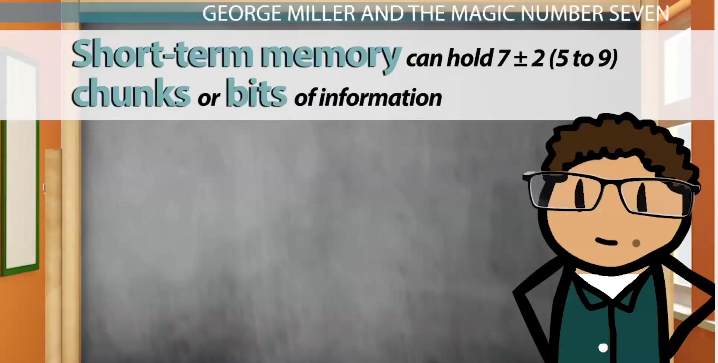 GEORGE MILLER AND THE MAGIC NUMBER SEVEN
Short-term memory can hold 7 ± 2 (5 to 9)
chunks or bits of information